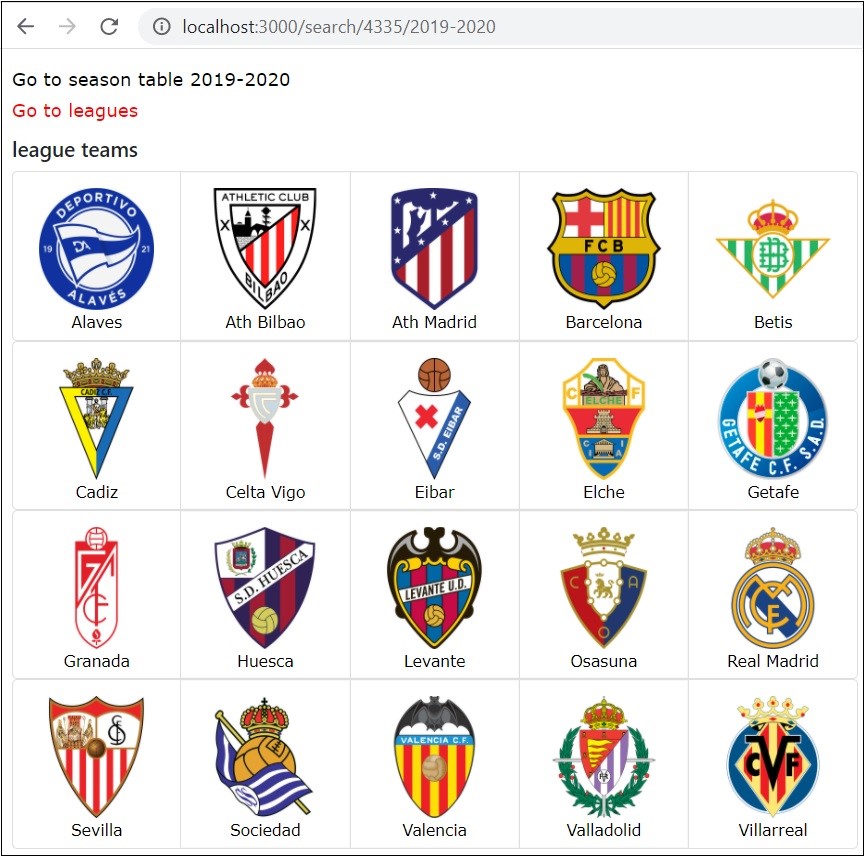 localhost:3000/search/4335/2019-2020
Go to season table 2019-2020
Go to leagues
league teams
DEPORTIVO
19 21
ALAVÉS
ATHLETIC CLUB
X X
BILBAO
FCB
Alaves Ath Bilbao Ath Madrid Barcelona Betis
CADIZ C.F.
S.D. EIBAR
C F
ELCHE
C I
I A
GETAFE C.F. S.A.D.
Cadiz Celta Vigo Eibar Elche Getafe
S.D. HUESCA
LEVANTE U.D.
C A
O
Granada Huesca Levante Osasuna Real Madrid
VALENCIA C.F.
CVF
Sevilla Sociedad Valencia Valladolid Villarreal